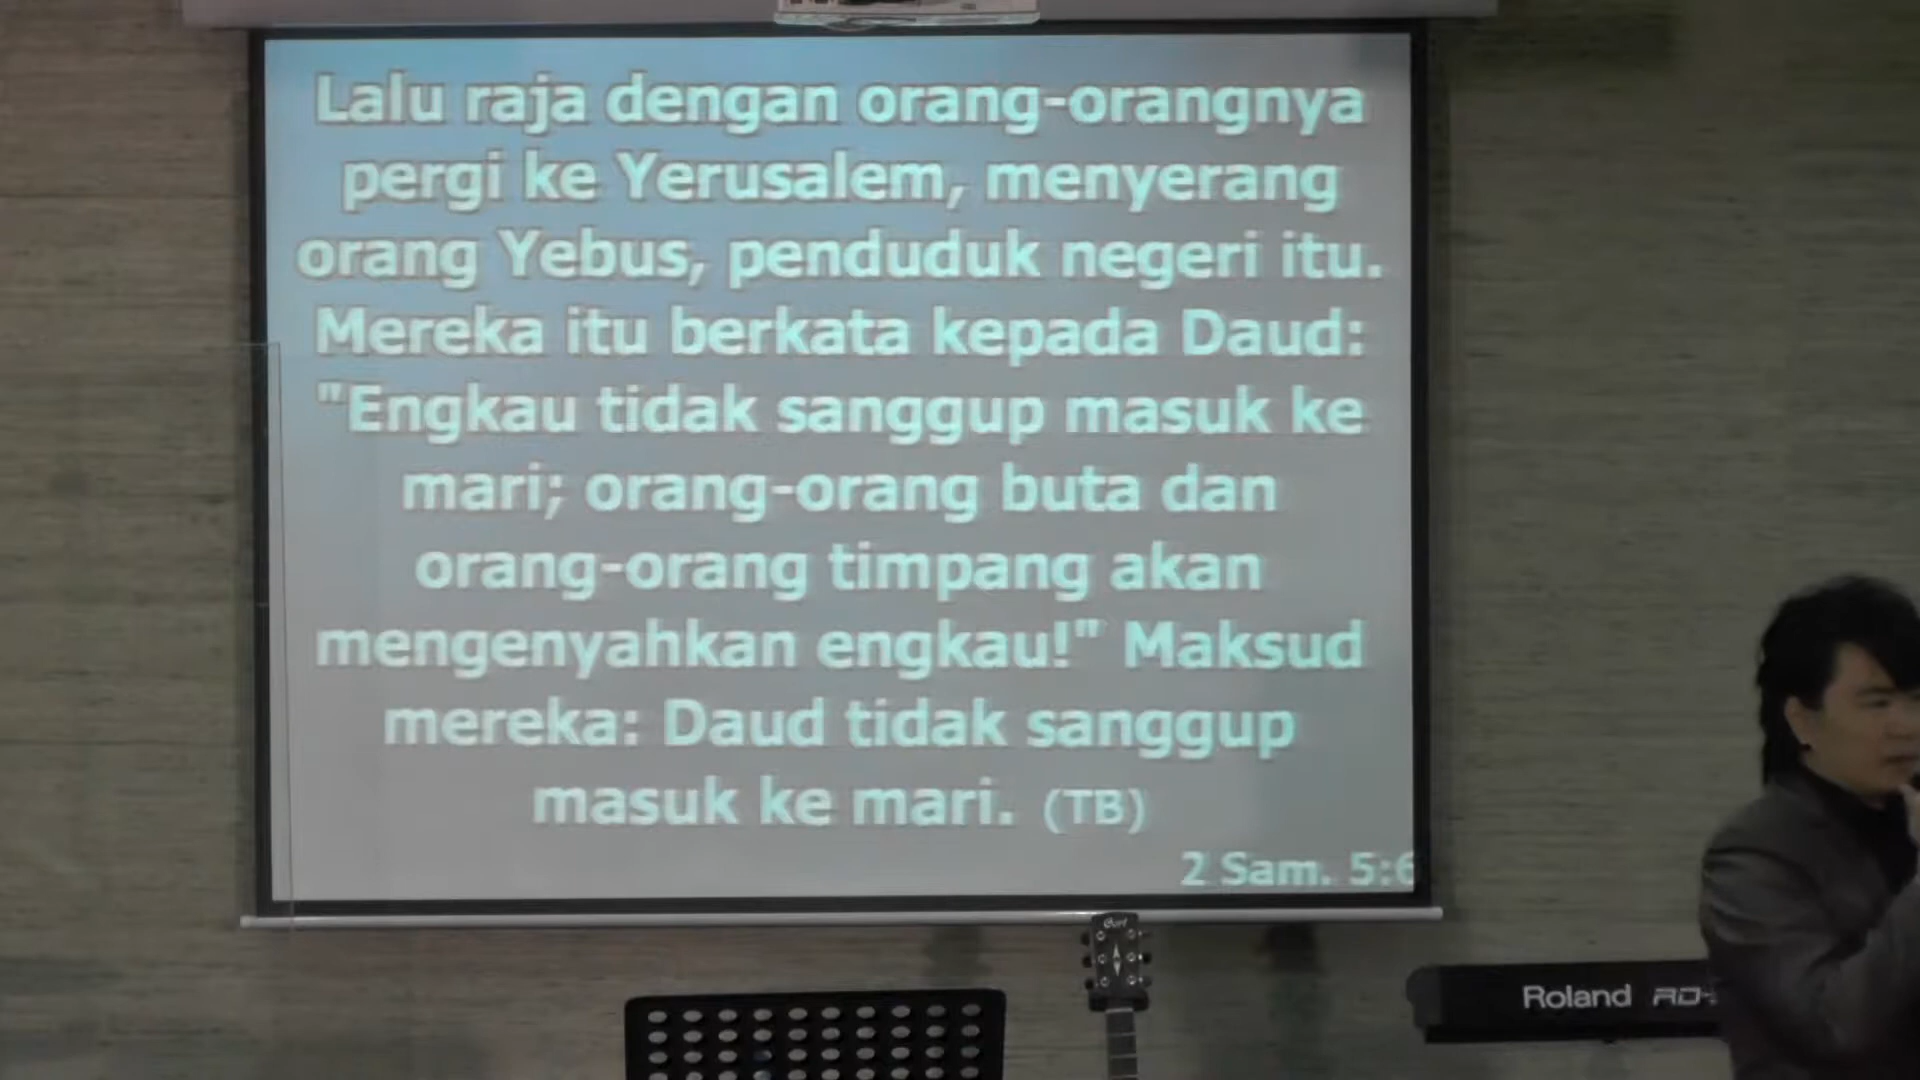 Lalu raja dengan orang-orangnya
pergi ke Yerusalem, menyerang
orang Yebus, penduduk negeri itu.
Mereka itu berkata kepada Daud:
"Engkau tidak sanggup masuk ke
mari; orang-orang buta dan
orang-orang timpang akan
mengenyahkan engkau!" Maksud
mereka: Daud tidak sanggup
masuk ke mari. (TB)
2 Sam. 5:6
Cort
Roland RD-